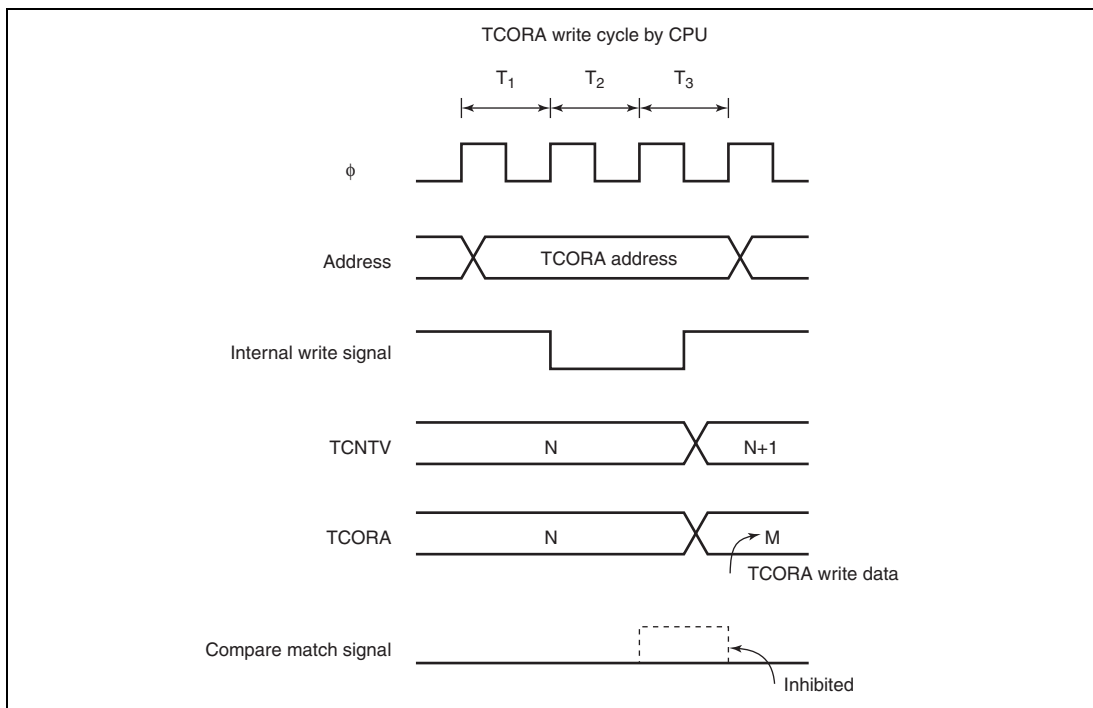 TCORA write cycle by CPU
T1 T2 T3
φ
Address TCORA address
Internal write signal
TCNTV N N+1
TCORA N M
TCORA write data
Compare match signal
Inhibited